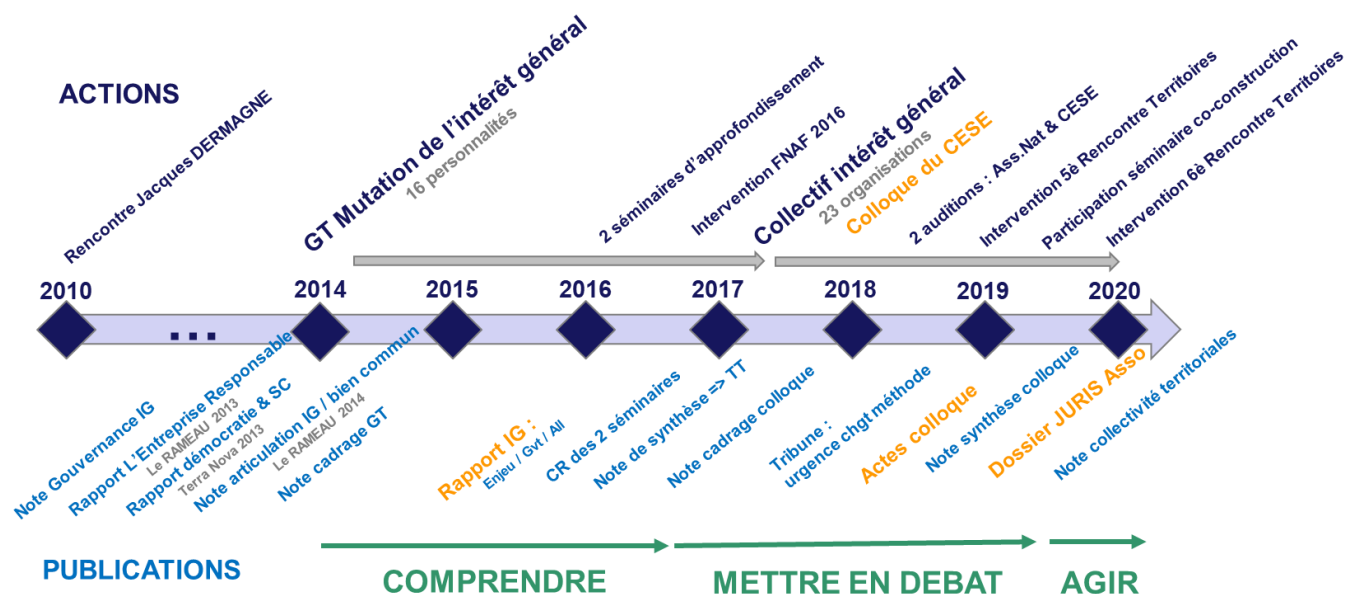 ACTIONS
Rencontre Jacques DERMAGNE
GT Mutation de l'intérêt général
16 personnalités
2 séminaires d'approfondissement
Intervention FNAF 2016
Collectif intérêt général
23 organisations
Colloque du CESE
2 auditions : Ass.Nat & CESE
Intervention 5è Rencontre Territoires
Participation séminaire co-construction
Intervention 6è Rencontre Territoires
2010
2014
2015
2016
2017
2018
2019
2020
...
Note Gouvernance IG
Rapport L'Entreprise Responsable
Le RAMEAU 2013
Rapport démocratie & SC
Terra Nova 2013
Note articulation IG / bien commun
Le RAMEAU 2014
Note cadrage GT
Rapport IG :
Enjeu / Gvt / All
CR des 2 séminaires
Note de synthèse => TT
Note cadrage colloque
Tribune :
urgence chgt méthode
Actes colloque
Note synthèse colloque
Dossier JURIS Asso
Note collectivité territoriales
PUBLICATIONS
COMPRENDRE
METTRE EN DEBAT
AGIR